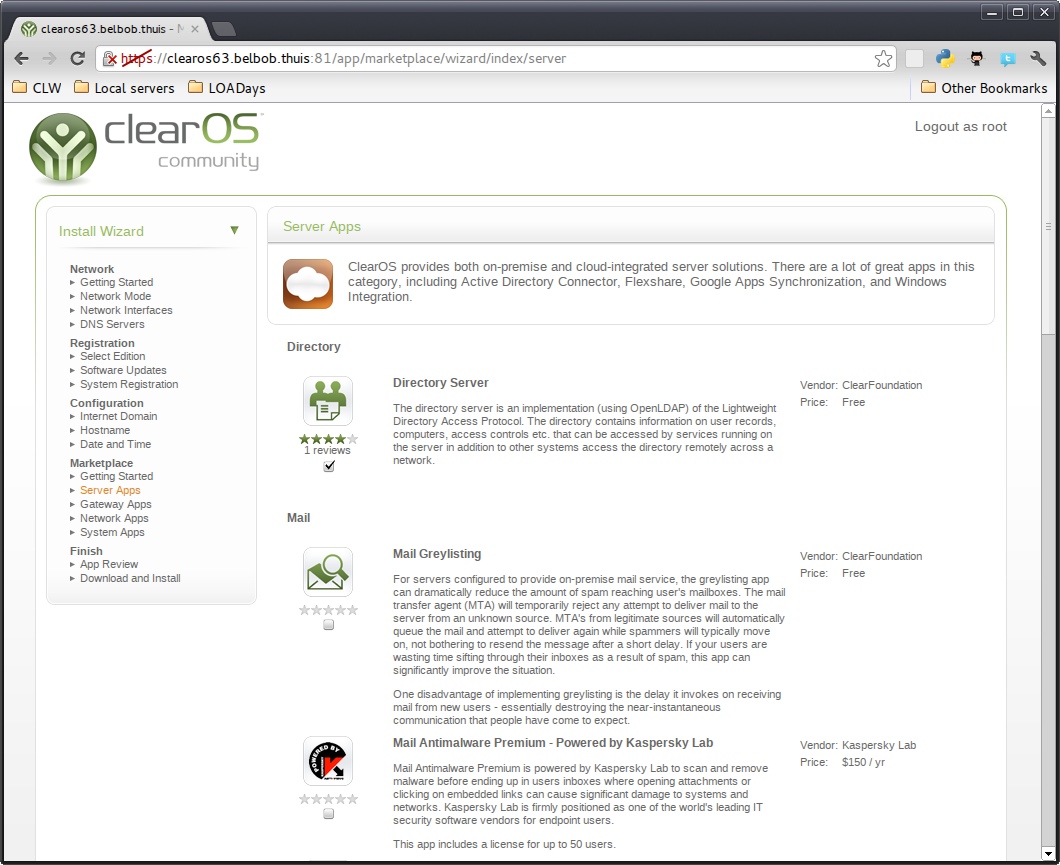 clearos63.belbob.thuis - M
https://clearos63.belbob.thuis:81/app/marketplace/wizard/index/server
CLW
Local servers
LOADays
Other Bookmarks
clearOS
community
Logout as root
Install Wizard
Network
Getting Started
Network Mode
Network Interfaces
DNS Servers
Registration
Select Edition
Software Updates
System Registration
Configuration
Internet Domain
Hostname
Date and Time
Marketplace
Getting Started
Server Apps
Gateway Apps
Network Apps
System Apps
Finish
App Review
Download and Install
Server Apps
ClearOS provides both on-premise and cloud-integrated server solutions. There are a lot of great apps in this
category, including Active Directory Connector, Flexshare, Google Apps Synchronization, and Windows
Integration.
Directory
1 reviews
Directory Server
The directory server is an implementation (using OpenLDAP) of the Lightweight
Directory Access Protocol. The directory contains information on user records,
computers, access controls etc. that can be accessed by services running on
the server in addition to other systems access the directory remotely across a
network.
Vendor: ClearFoundation
Price: Free
Mail
Mail Greylisting
For servers configured to provide on-premise mail service, the greylisting app
can dramatically reduce the amount of spam reaching user's mailboxes. The mail
transfer agent (MTA) will temporarily reject any attempt to deliver mail to the
server from an unknown source. MTA's from legitimate sources will automatically
queue the mail and attempt to deliver again while spammers will typically move
on, not bothering to resend the message after a short delay. If your users are
wasting time sifting through their inboxes as a result of spam, this app can
significantly improve the situation.
One disadvantage of implementing greylisting is the delay it invokes on receiving
mail from new users - essentially destroying the near-instantaneous
communication that people have come to expect.
Vendor: ClearFoundation
Price: Free
POWERED BY
Mail Antimalware Premium - Powered by Kaspersky Lab
Mail Antimalware Premium is powered by Kaspersky Lab to scan and remove
malware before ending up in users inboxes where opening attachments or
clicking on embedded links can cause significant damage to systems and
networks. Kaspersky Lab is firmly positioned as one of the world's leading IT
security software vendors for endpoint users.
This app includes a license for up to 50 users.
Vendor: Kaspersky Lab
Price: $150 / yr